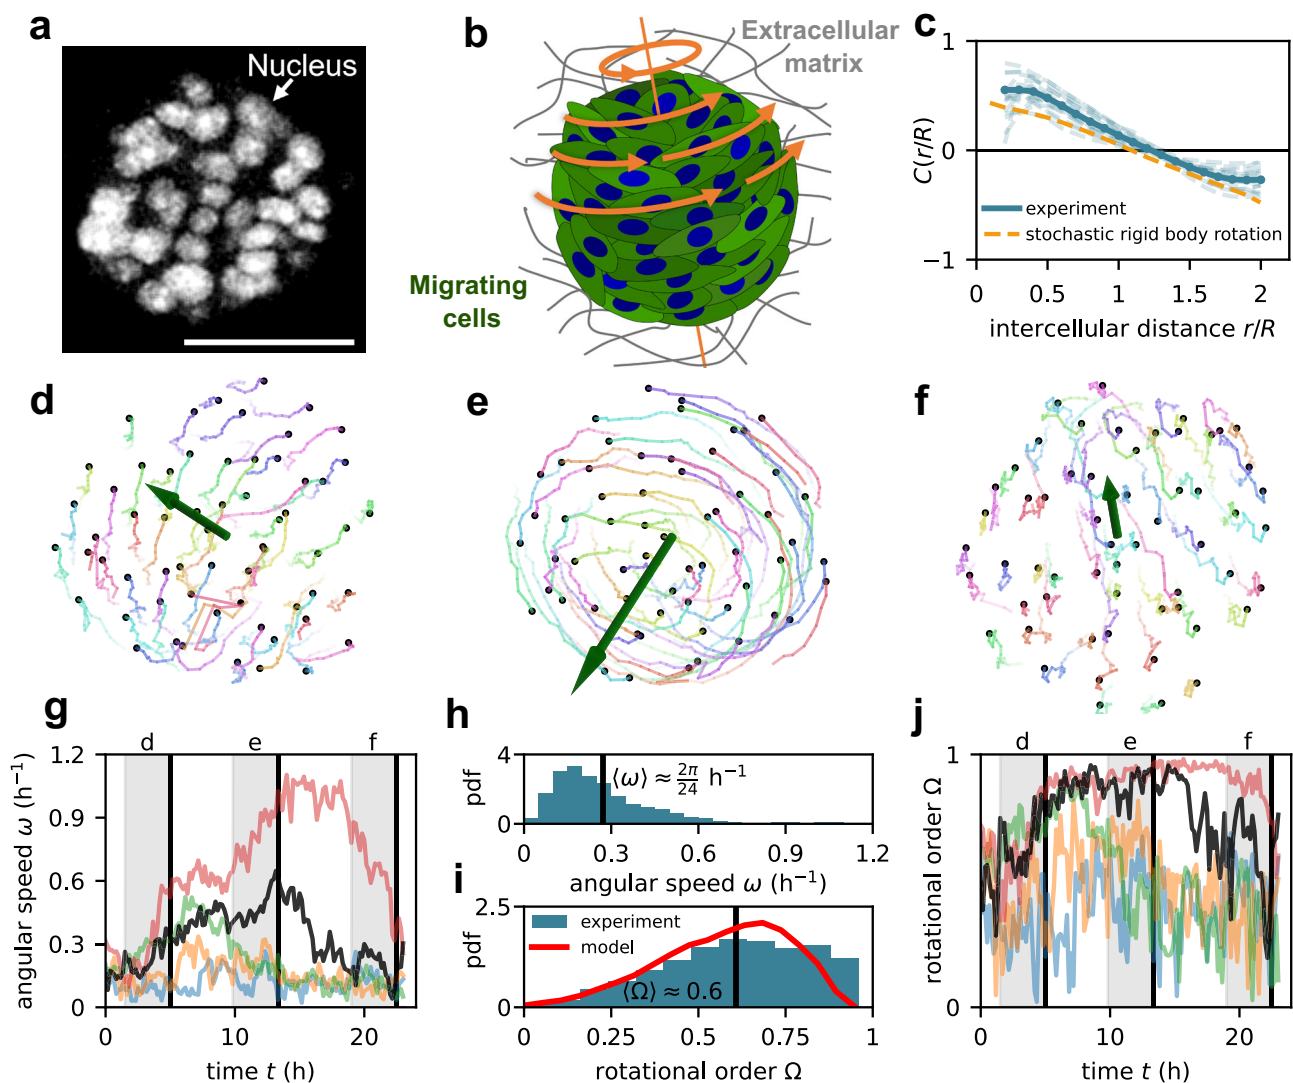 a
Nucleus
b
Extracellular
matrix
Migrating
cells
c
1
0
−1
C(r/R)
experiment
stochastic rigid body rotation
0
0.5
1
1.5
2
intercellular distance r/R
d
e
f
g
d
e
f
1.2
0.9
0.6
0.3
0
angular speed ω (h⁻¹)
0
10
20
time t (h)
h
4
0
pdf
⟨ω⟩ ≈ 2π/24 h⁻¹
0
0.3
0.6
0.9
1.2
angular speed ω (h⁻¹)
i
2.5
0
pdf
experiment
model
⟨Ω⟩ ≈ 0.6
0
0.25
0.5
0.75
1
rotational order Ω
j
d
e
f
1
0
rotational order Ω
0
10
20
time t (h)